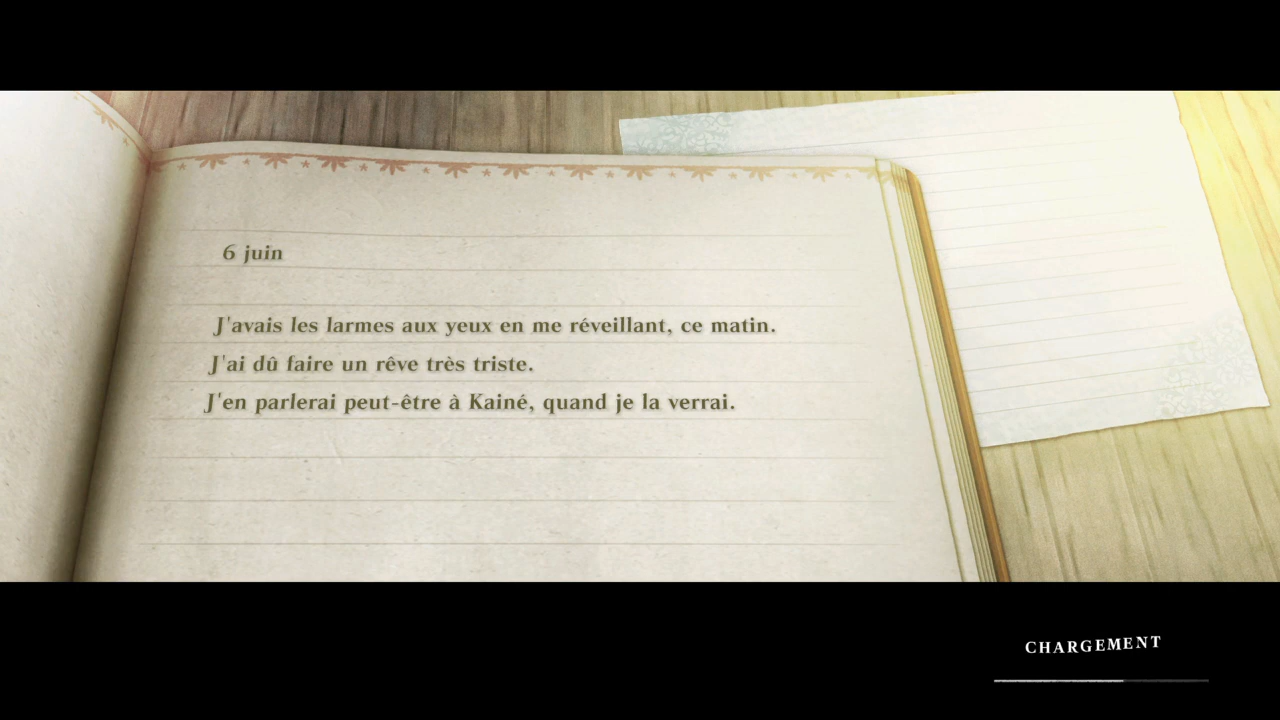 6 juin
J'avais les larmes aux yeux en me réveillant, ce matin.
J'ai dû faire un rêve très triste.
J'en parlerai peut-être à Kainé, quand je la verrai.
CHARGEMENT